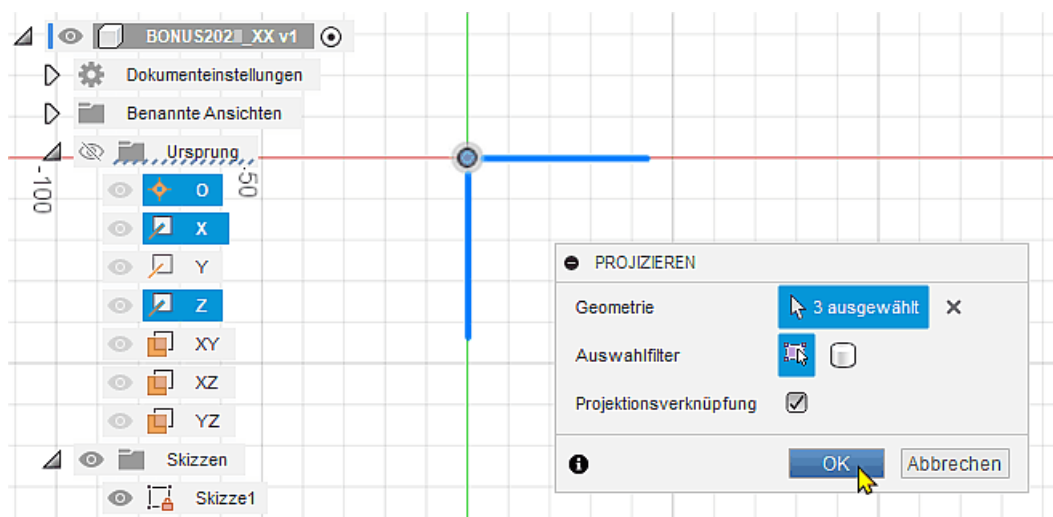 BONUS202 _XX v1
Dokumenteinstellungen
Benannte Ansichten
Ursprung
-100
50
O
X
Y
Z
XY
XZ
YZ
Skizzen
Skizze1
PROJIZIEREN
Geometrie
3 ausgewählt
Auswahlfilter
Projektionsverknüpfung
OK
Abbrechen